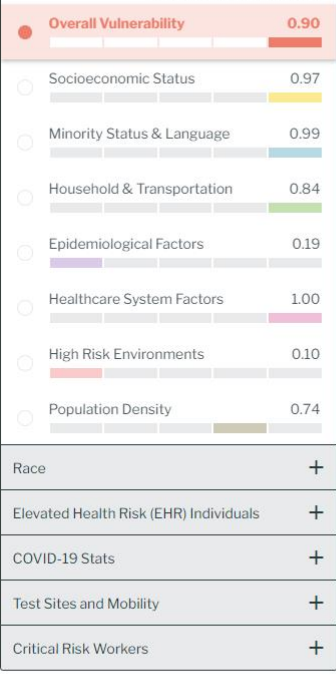 Overall Vulnerability 0.90
Socioeconomic Status 0.97
Minority Status & Language 0.99
Household & Transportation 0.84
Epidemiological Factors 0.19
Healthcare System Factors 1.00
High Risk Environments 0.10
Population Density 0.74
Race +
Elevated Health Risk (EHR) Individuals +
COVID-19 Stats +
Test Sites and Mobility +
Critical Risk Workers +